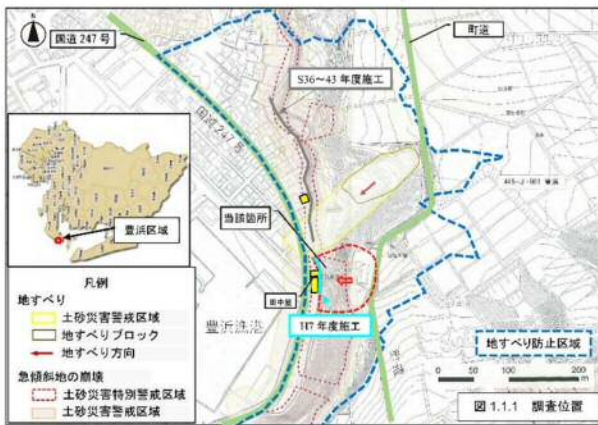 国道247号
町道
S36~43年度施工
国道247号
豊浜区域
当該箇所
豊浜漁港
H17年度施工
地すべり防止区域
凡例
地すべり
土砂災害警戒区域
地すべりブロック
地すべり方向
急傾斜地の崩壊
土砂災害特別警戒区域
土砂災害警戒区域
0 50 100 200
m
図 1.1.1 調査位置